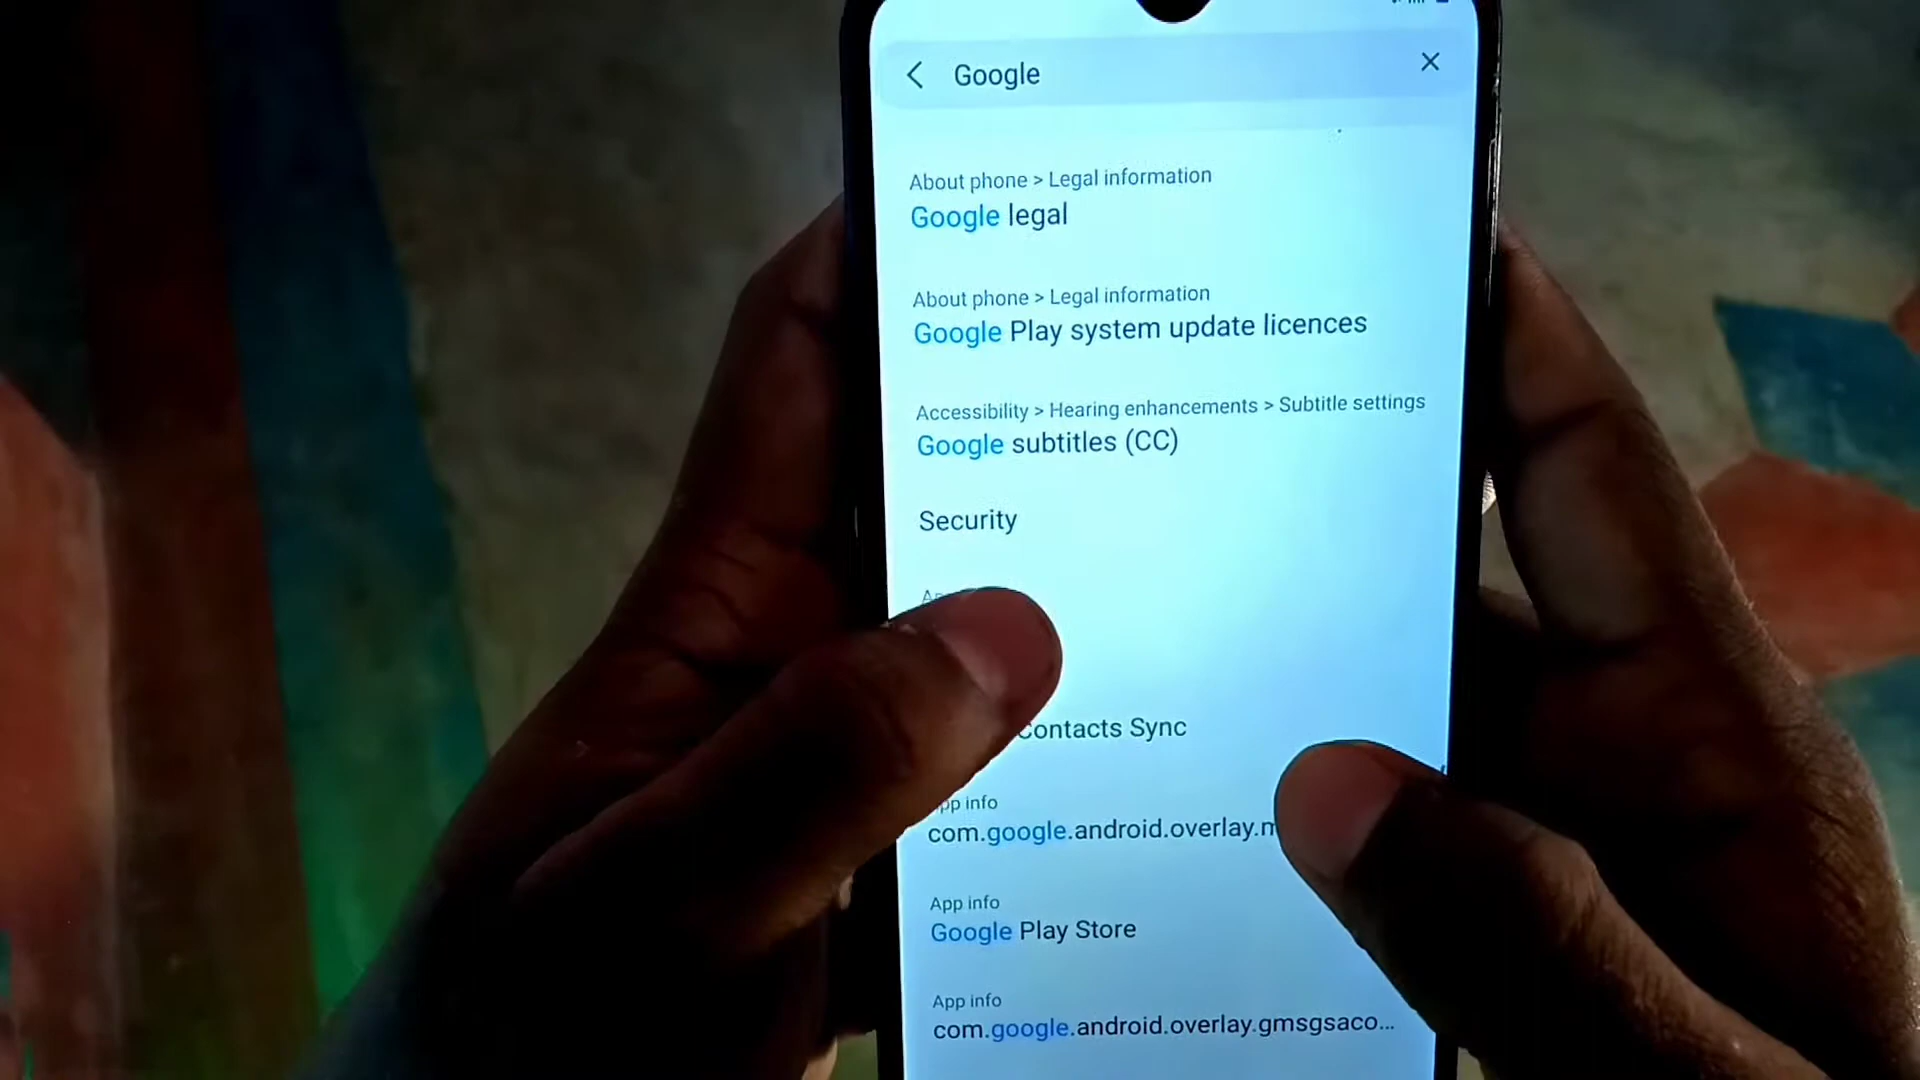 Google
About phone > Legal information
Google legal
About phone > Legal information
Google Play system update licences
Accessibility > Hearing enhancements > Subtitle settings
Google subtitles (CC)
Security
Contacts Sync
App info
com.google.android.overlay.
App info
Google Play Store
App info
com.google.android.overlay.gmsgsaco...